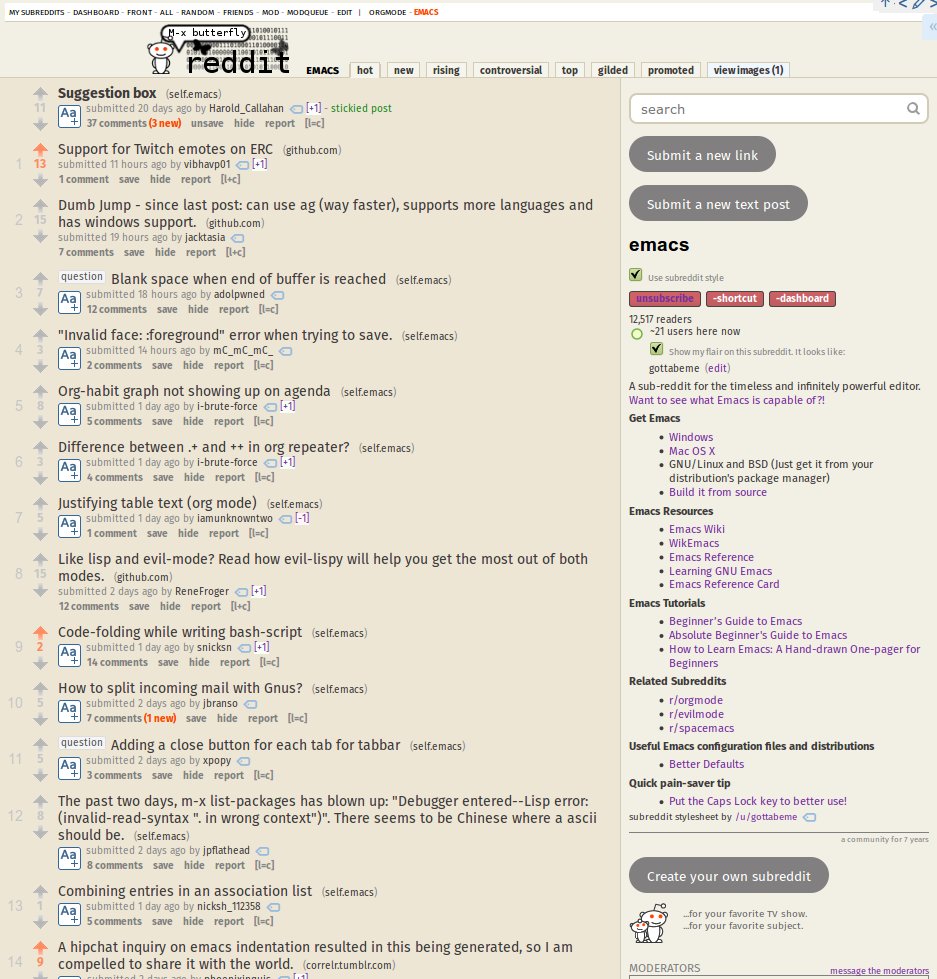 MY SUBREDDITS - DASHBOARD - FRONT - ALL - RANDOM - FRIENDS - MOD - MODQUEUE - EDIT | ORGMODE - EMACS
M-x butterfly
reddit EMACS hot new rising controversial top gilded promoted view images (1)
Suggestion box (self.emacs)
11 submitted 20 days ago by Harold_Callahan [+1] - stickied post
37 comments (3 new) unsave hide report [l=c]
Support for Twitch emotes on ERC (github.com)
1 13 submitted 11 hours ago by vibhavp01 [+1]
1 comment save hide report [l+c]
Dumb Jump - since last post: can use ag (way faster), supports more languages and
2 15 has windows support. (github.com)
submitted 19 hours ago by jacktasia
7 comments save hide report [l+c]
question Blank space when end of buffer is reached (self.emacs)
3 7 submitted 18 hours ago by adolpwned
12 comments save hide report [l=c]
"Invalid face: :foreground" error when trying to save. (self.emacs)
4 3 submitted 14 hours ago by mC_mC_mC_
2 comments save hide report [l=c]
Org-habit graph not showing up on agenda (self.emacs)
5 8 submitted 1 day ago by i-brute-force [+1]
5 comments save hide report [l=c]
Difference between .+ and ++ in org repeater? (self.emacs)
6 3 submitted 1 day ago by i-brute-force [+1]
4 comments save hide report [l=c]
Justifying table text (org mode) (self.emacs)
7 5 submitted 1 day ago by iamunknowntwo [-1]
1 comment save hide report [l=c]
Like lisp and evil-mode? Read how evil-lispy will help you get the most out of both
8 15 modes. (github.com)
submitted 2 days ago by ReneFroger [+1]
12 comments save hide report [l+c]
Code-folding while writing bash-script (self.emacs)
9 2 submitted 1 day ago by snicksn [+1]
14 comments save hide report [l=c]
How to split incoming mail with Gnus? (self.emacs)
10 5 submitted 2 days ago by jbranso
7 comments (1 new) save hide report [l=c]
question Adding a close button for each tab for tabbar (self.emacs)
11 5 submitted 2 days ago by xpopy
3 comments save hide report [l=c]
The past two days, m-x list-packages has blown up: "Debugger entered--Lisp error:
12 8 (invalid-read-syntax ". in wrong context")". There seems to be Chinese where a ascii
should be. (self.emacs)
submitted 2 days ago by jpflathead
8 comments save hide report [l=c]
Combining entries in an association list (self.emacs)
13 1 submitted 1 day ago by nicksh_112358
5 comments save hide report [l=c]
A hipchat inquiry on emacs indentation resulted in this being generated, so I am
14 9 compelled to share it with the world. (correlr.tumblr.com)
search
Submit a new link
Submit a new text post
emacs
Use subreddit style
unsubscribe -shortcut -dashboard
12,517 readers
~21 users here now
Show my flair on this subreddit. It looks like:
gottabeme (edit)
A sub-reddit for the timeless and infinitely powerful editor.
Want to see what Emacs is capable of?!
Get Emacs
Windows
Mac OS X
GNU/Linux and BSD (Just get it from your
distribution's package manager)
Build it from source
Emacs Resources
Emacs Wiki
WikEmacs
Emacs Reference
Learning GNU Emacs
Emacs Reference Card
Emacs Tutorials
Beginner's Guide to Emacs
Absolute Beginner's Guide to Emacs
How to Learn Emacs: A Hand-drawn One-pager for
Beginners
Related Subreddits
r/orgmode
r/evilmode
r/spacemacs
Useful Emacs configuration files and distributions
Better Defaults
Quick pain-saver tip
Put the Caps Lock key to better use!
subreddit stylesheet by /u/gottabeme
a community for 7 years
Create your own subreddit
...for your favorite TV show.
...for your favorite subject.
MODERATORS message the moderators